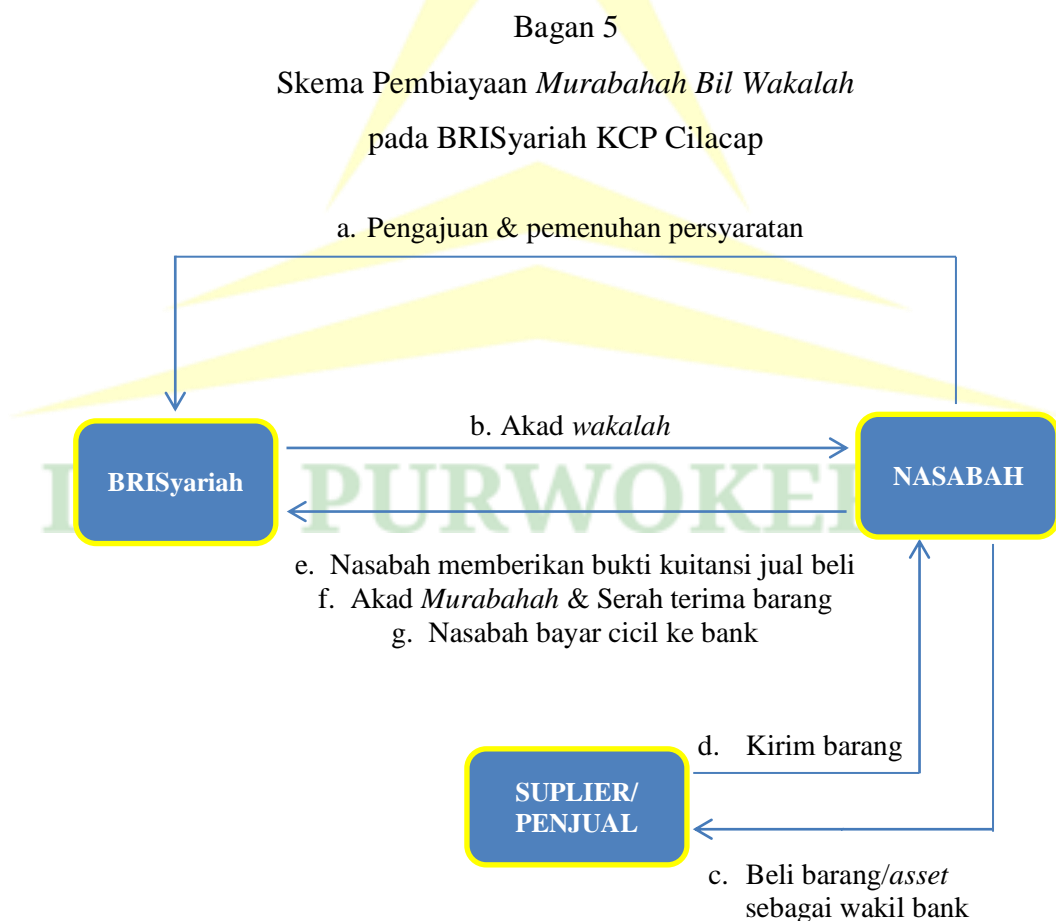 Bagan 5
Skema Pembiayaan Murabahah Bil Wakalah
pada BRISyariah KCP Cilacap
a. Pengajuan & pemenuhan persyaratan
b. Akad wakalah
BRISyariah
NASABAH
PURWOKER
e. Nasabah memberikan bukti kuitansi jual beli
f. Akad Murabahah & Serah terima barang
g. Nasabah bayar cicil ke bank
d. Kirim barang
SUPLIER/
PENJUAL
c. Beli barang/asset
sebagai wakil bank